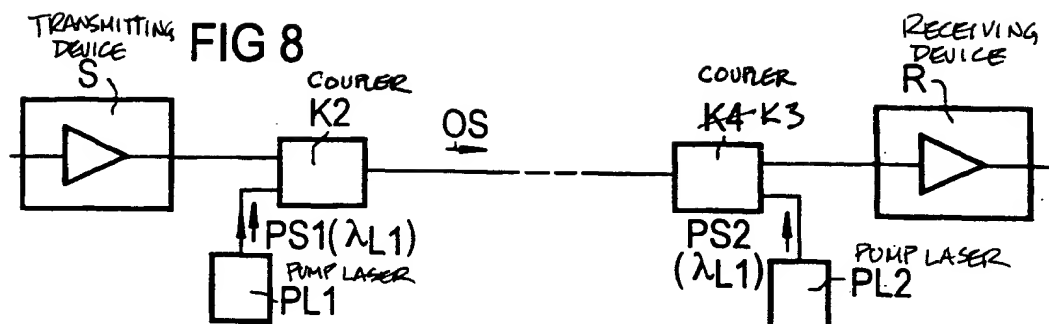 TRANSMITTING
DEVICE
S
FIG 8
COUPLER
K2
OS
COUPLER
K4 K3
RECEIVING
DEVICE
R
PS1(λL1)
PUMP LASER
PL1
PS2
(λL1)
PUMP LASER
PL2